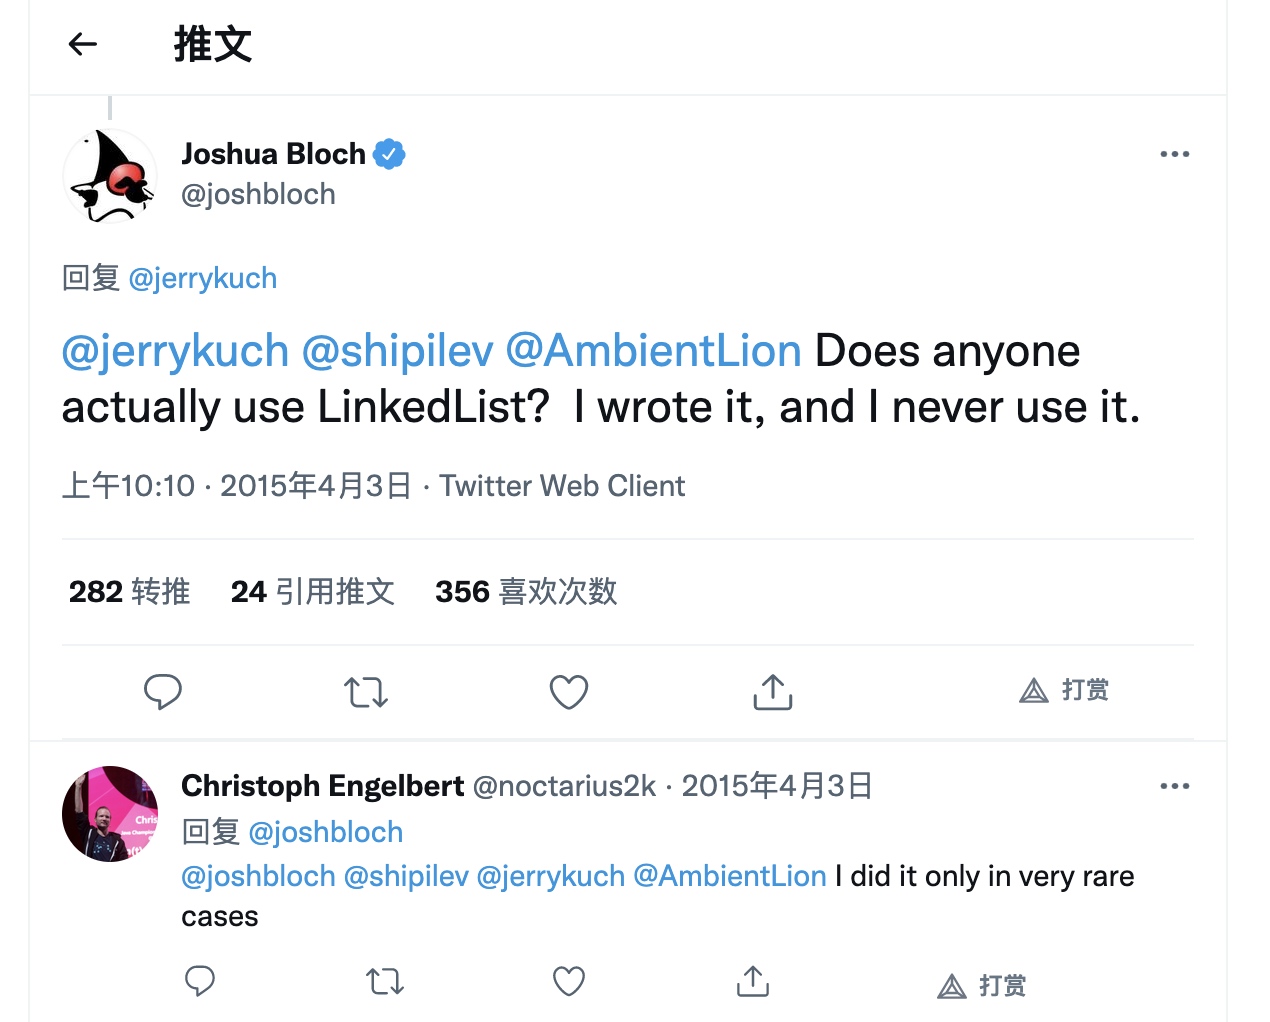 推文
Joshua Bloch
@joshbloch
回复 @jerrykuch
@jerrykuch @shipilev @AmbientLion Does anyone
actually use LinkedList?  I wrote it, and I never use it.
上午10:10 · 2015年4月3日 · Twitter Web Client
282 转推 24 引用推文 356 喜欢次数
打赏
Christoph Engelbert @noctarius2k · 2015年4月3日
回复 @joshbloch
@joshbloch @shipilev @jerrykuch @AmbientLion I did it only in very rare
cases
打赏